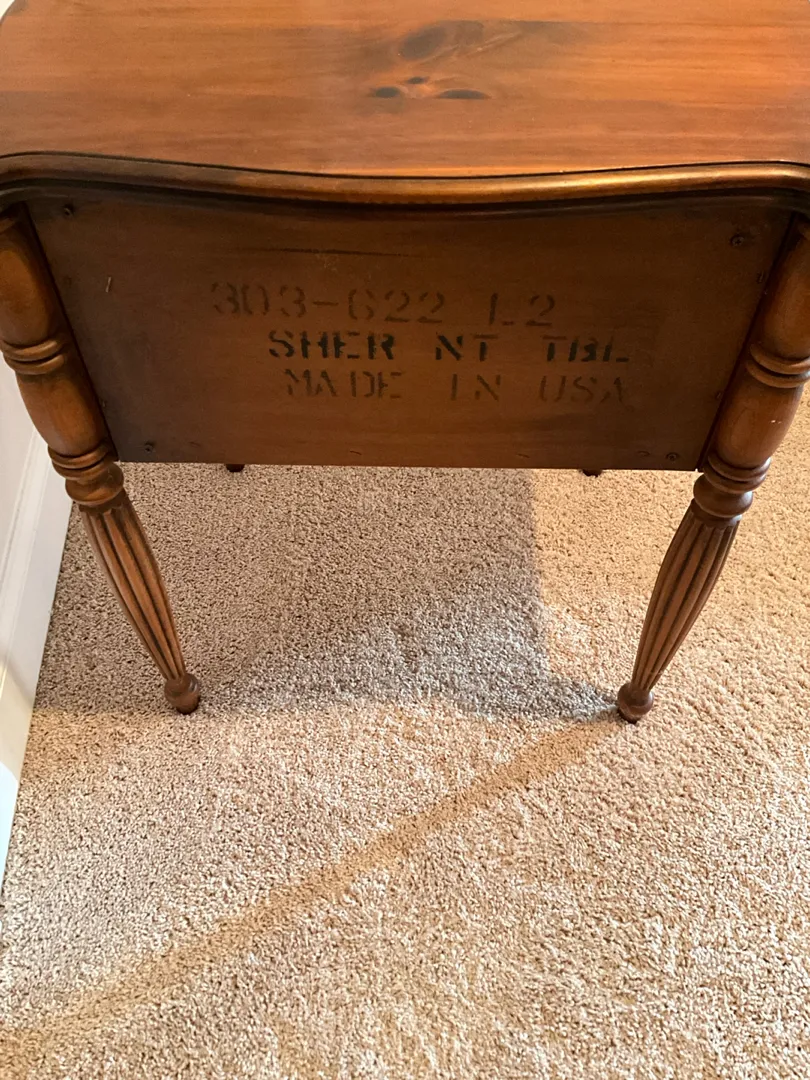 303-622 L2
SHER NT TBL
MADE IN USA